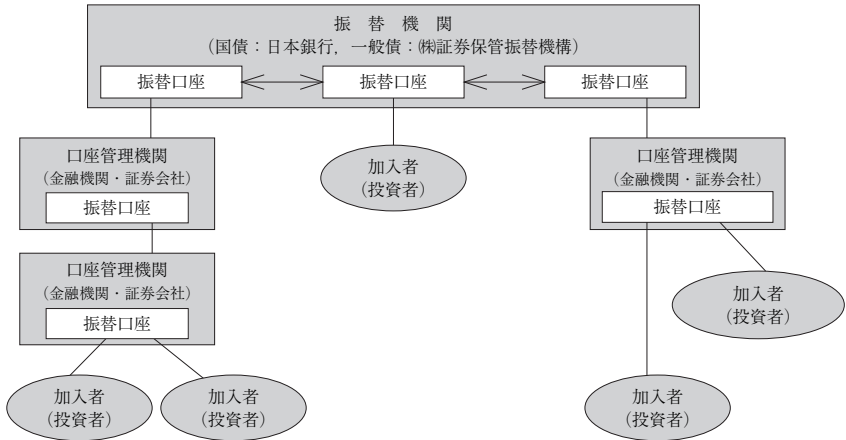 振替機関
(国債：日本銀行，一般債：㈱証券保管振替機構)
振替口座
振替口座
振替口座
口座管理機関
(金融機関・証券会社)
振替口座
加入者
(投資者)
口座管理機関
(金融機関・証券会社)
振替口座
口座管理機関
(金融機関・証券会社)
振替口座
加入者
(投資者)
加入者
(投資者)
加入者
(投資者)
加入者
(投資者)